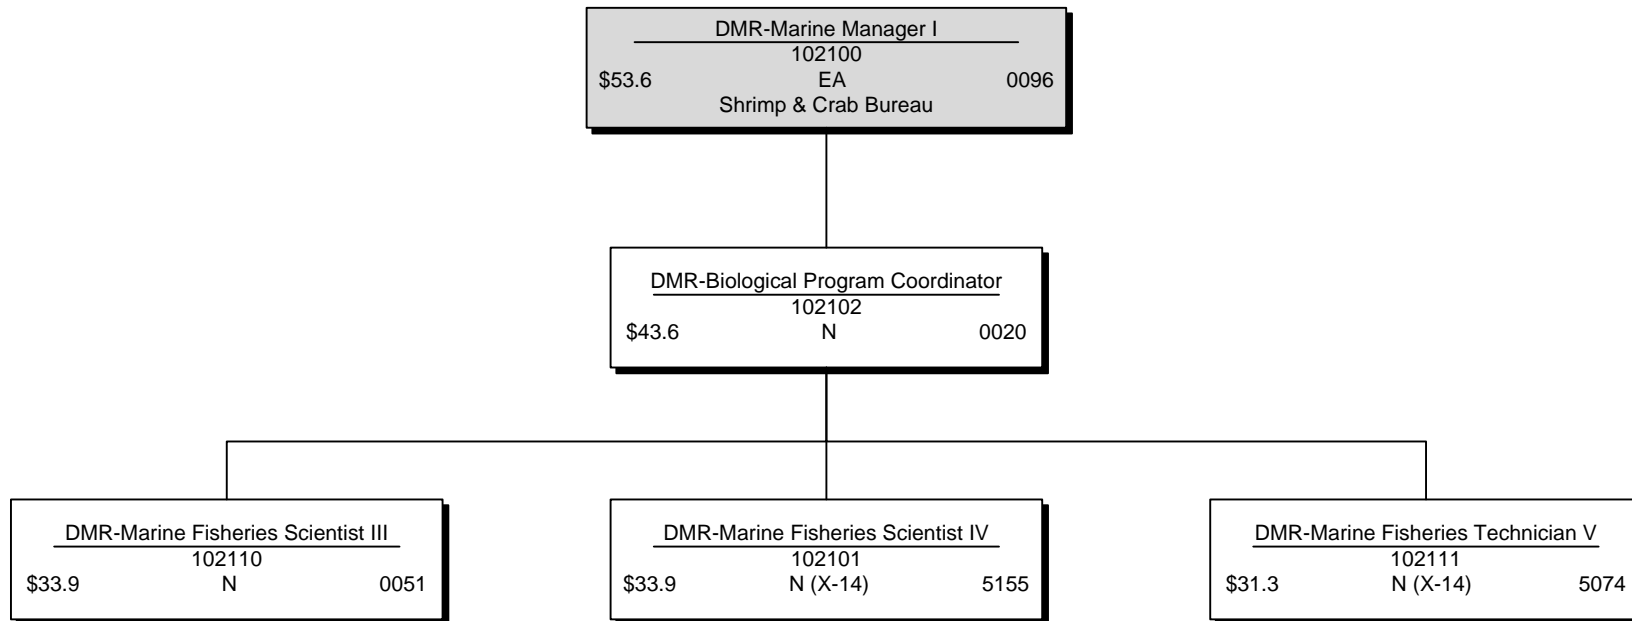 DMR-Marine Manager I
102100
$53.6 EA 0096
Shrimp & Crab Bureau
DMR-Biological Program Coordinator
102102
$43.6 N 0020
DMR-Marine Fisheries Scientist III
102110
$33.9 N 0051
DMR-Marine Fisheries Scientist IV
102101
$33.9 N (X-14) 5155
DMR-Marine Fisheries Technician V
102111
$31.3 N (X-14) 5074